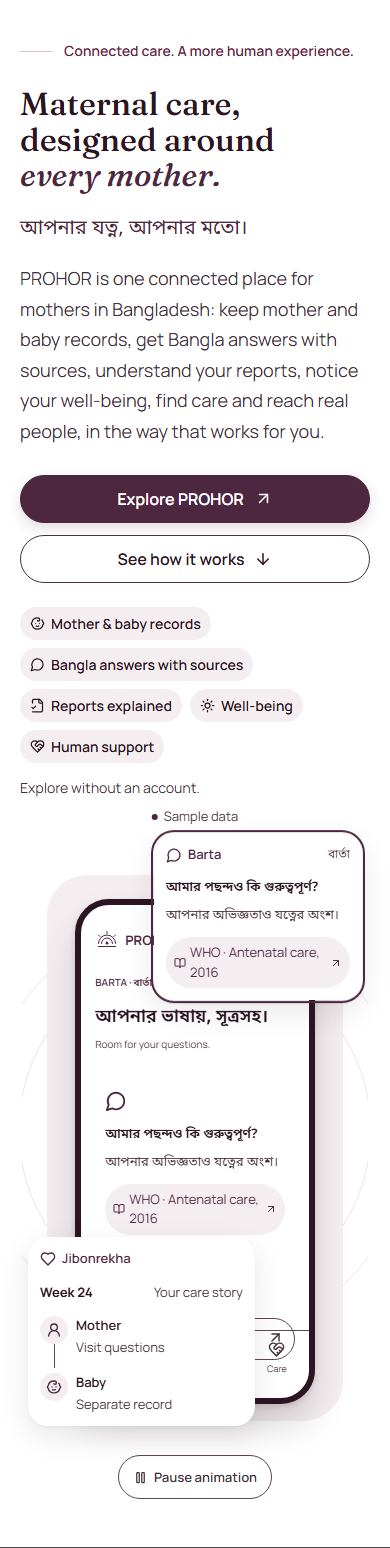 Connected care. A more human experience.
Maternal care,
designed around
every mother.
আপনার যত্ন, আপনার মতো।
PROHOR is one connected place for
mothers in Bangladesh: keep mother and
baby records, get Bangla answers with
sources, understand your reports, notice
your well-being, find care and reach real
people, in the way that works for you.
Explore PROHOR
See how it works
Mother & baby records
Bangla answers with sources
Reports explained
Well-being
Human support
Explore without an account.
Sample data
Barta
বার্তা
আমার পছন্দও কি গুরুত্বপূর্ণ?
আপনার অভিজ্ঞতাও যত্নের অংশ।
WHO · Antenatal care,
2016
BARTA ·
আপনার ভাষায়, সূত্রসহ।
Room for your questions.
আমার পছন্দও কি গুরুত্বপূর্ণ?
আপনার অভিজ্ঞতাও যত্নের অংশ।
WHO · Antenatal care,
2016
Jibonrekha
Week 24
Your care story
Mother
Visit questions
Baby
Separate record
Care
Pause animation